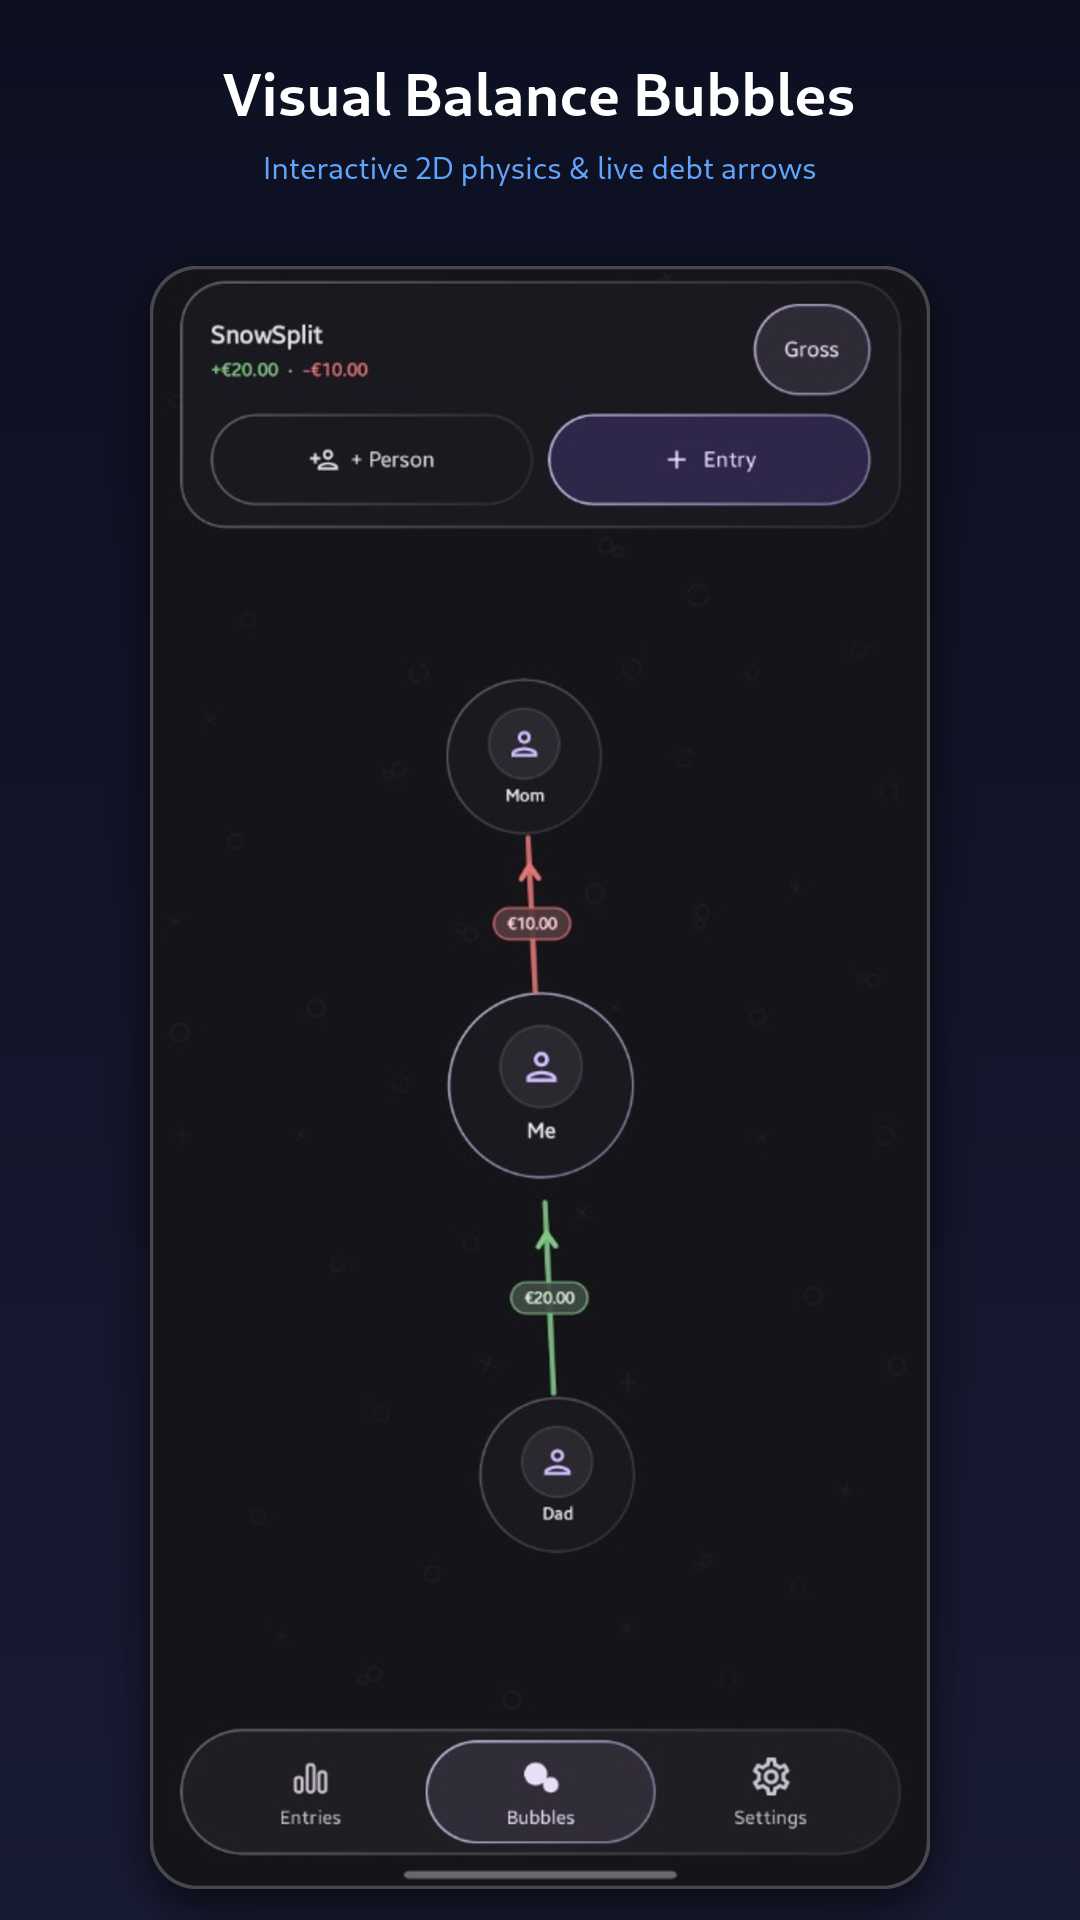 Visual Balance Bubbles
Interactive 2D physics & live debt arrows
SnowSplit
+€20.00 · -€10.00
Gross
+ Person
+ Entry
Mom
€10.00
Me
€20.00
Dad
Entries
Bubbles
Settings